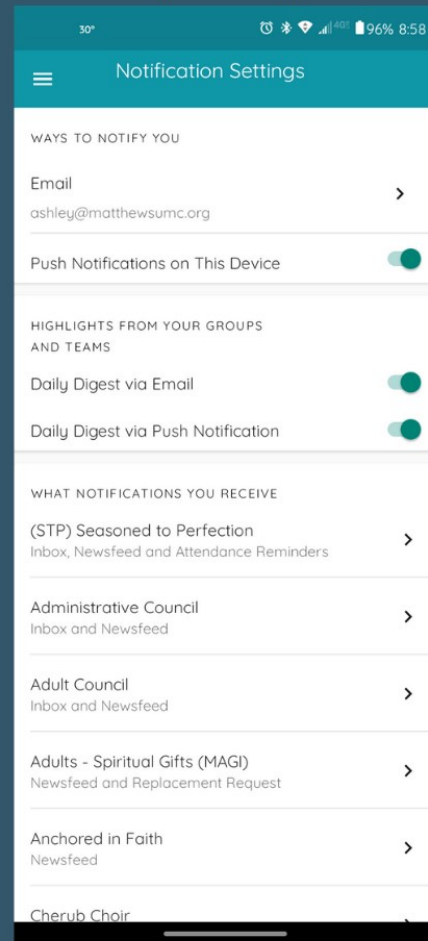 30° 4G 96% 8:58
Notification Settings
WAYS TO NOTIFY YOU
Email
ashley@matthewsumc.org
Push Notifications on This Device
HIGHLIGHTS FROM YOUR GROUPS
AND TEAMS
Daily Digest via Email
Daily Digest via Push Notification
WHAT NOTIFICATIONS YOU RECEIVE
(STP) Seasoned to Perfection
Inbox, Newsfeed and Attendance Reminders
Administrative Council
Inbox and Newsfeed
Adult Council
Inbox and Newsfeed
Adults - Spiritual Gifts (MAGI)
Newsfeed and Replacement Request
Anchored in Faith
Newsfeed
Cherub Choir